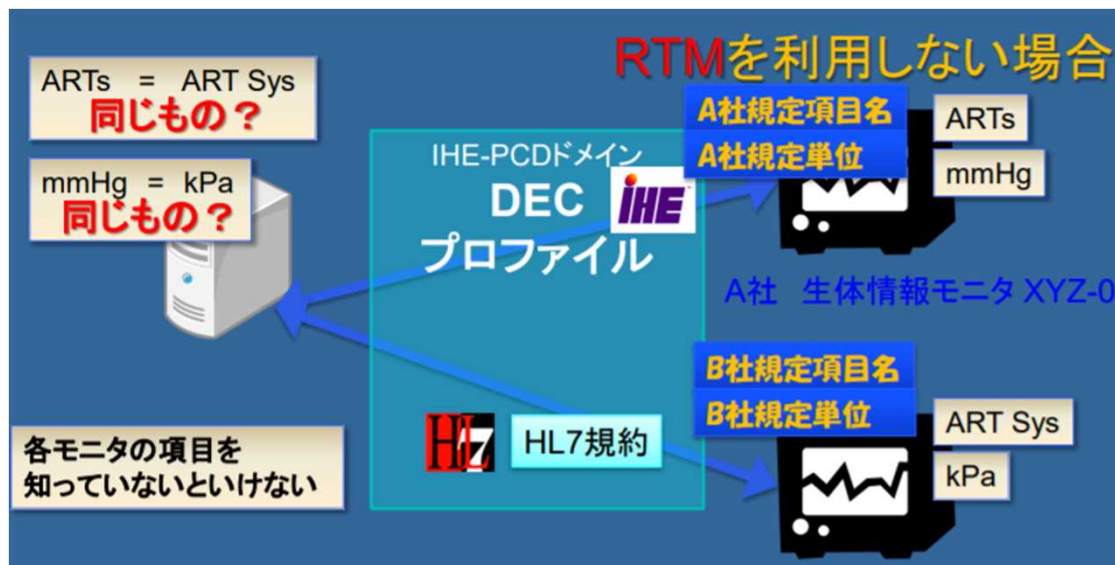 RTMを利用しない場合
ARTs = ART Sys
同じもの？
mmHg = kPa
同じもの？
IHE-PCDドメイン
DEC
プロファイル
IHE
A社規定項目名
A社規定単位
ARTs
mmHg
A社 生体情報モニタ XYZ-0
B社規定項目名
B社規定単位
ART Sys
kPa
HL7
HL7規約
各モニタの項目を
知っていないといけない